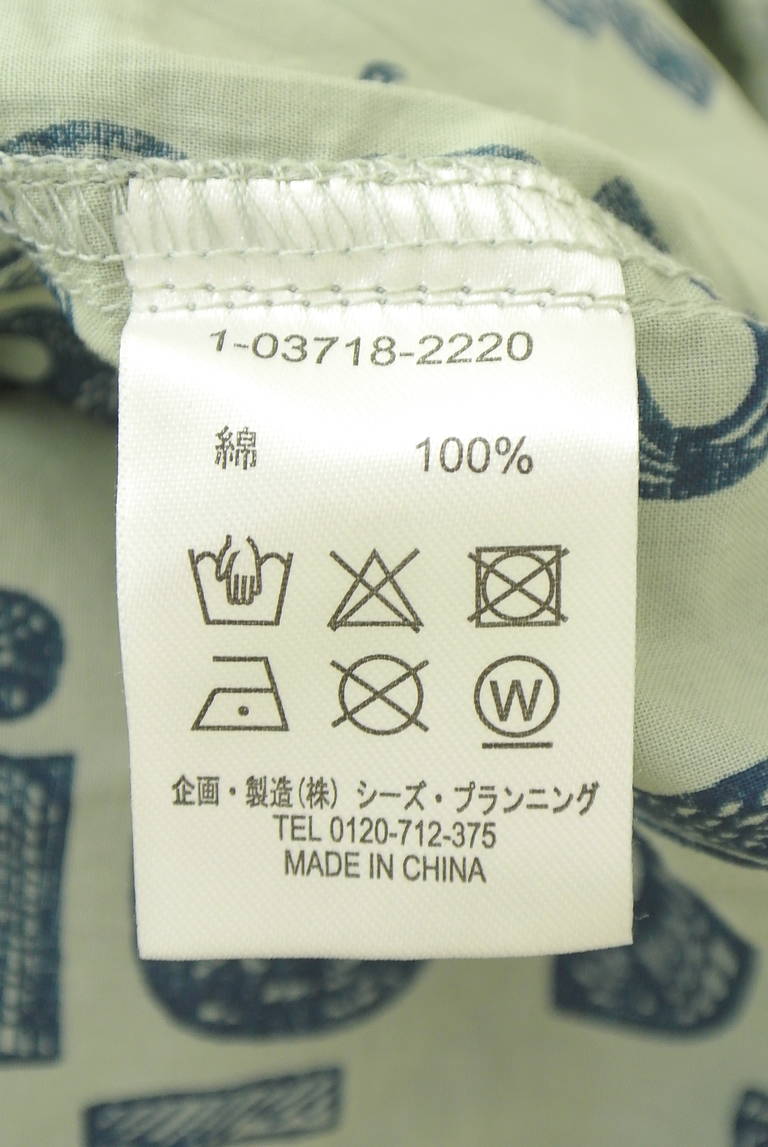 1-03718-2220
綿 100%
W
企画・製造(株) シーズ・プランニング
TEL 0120-712-375
MADE IN CHINA